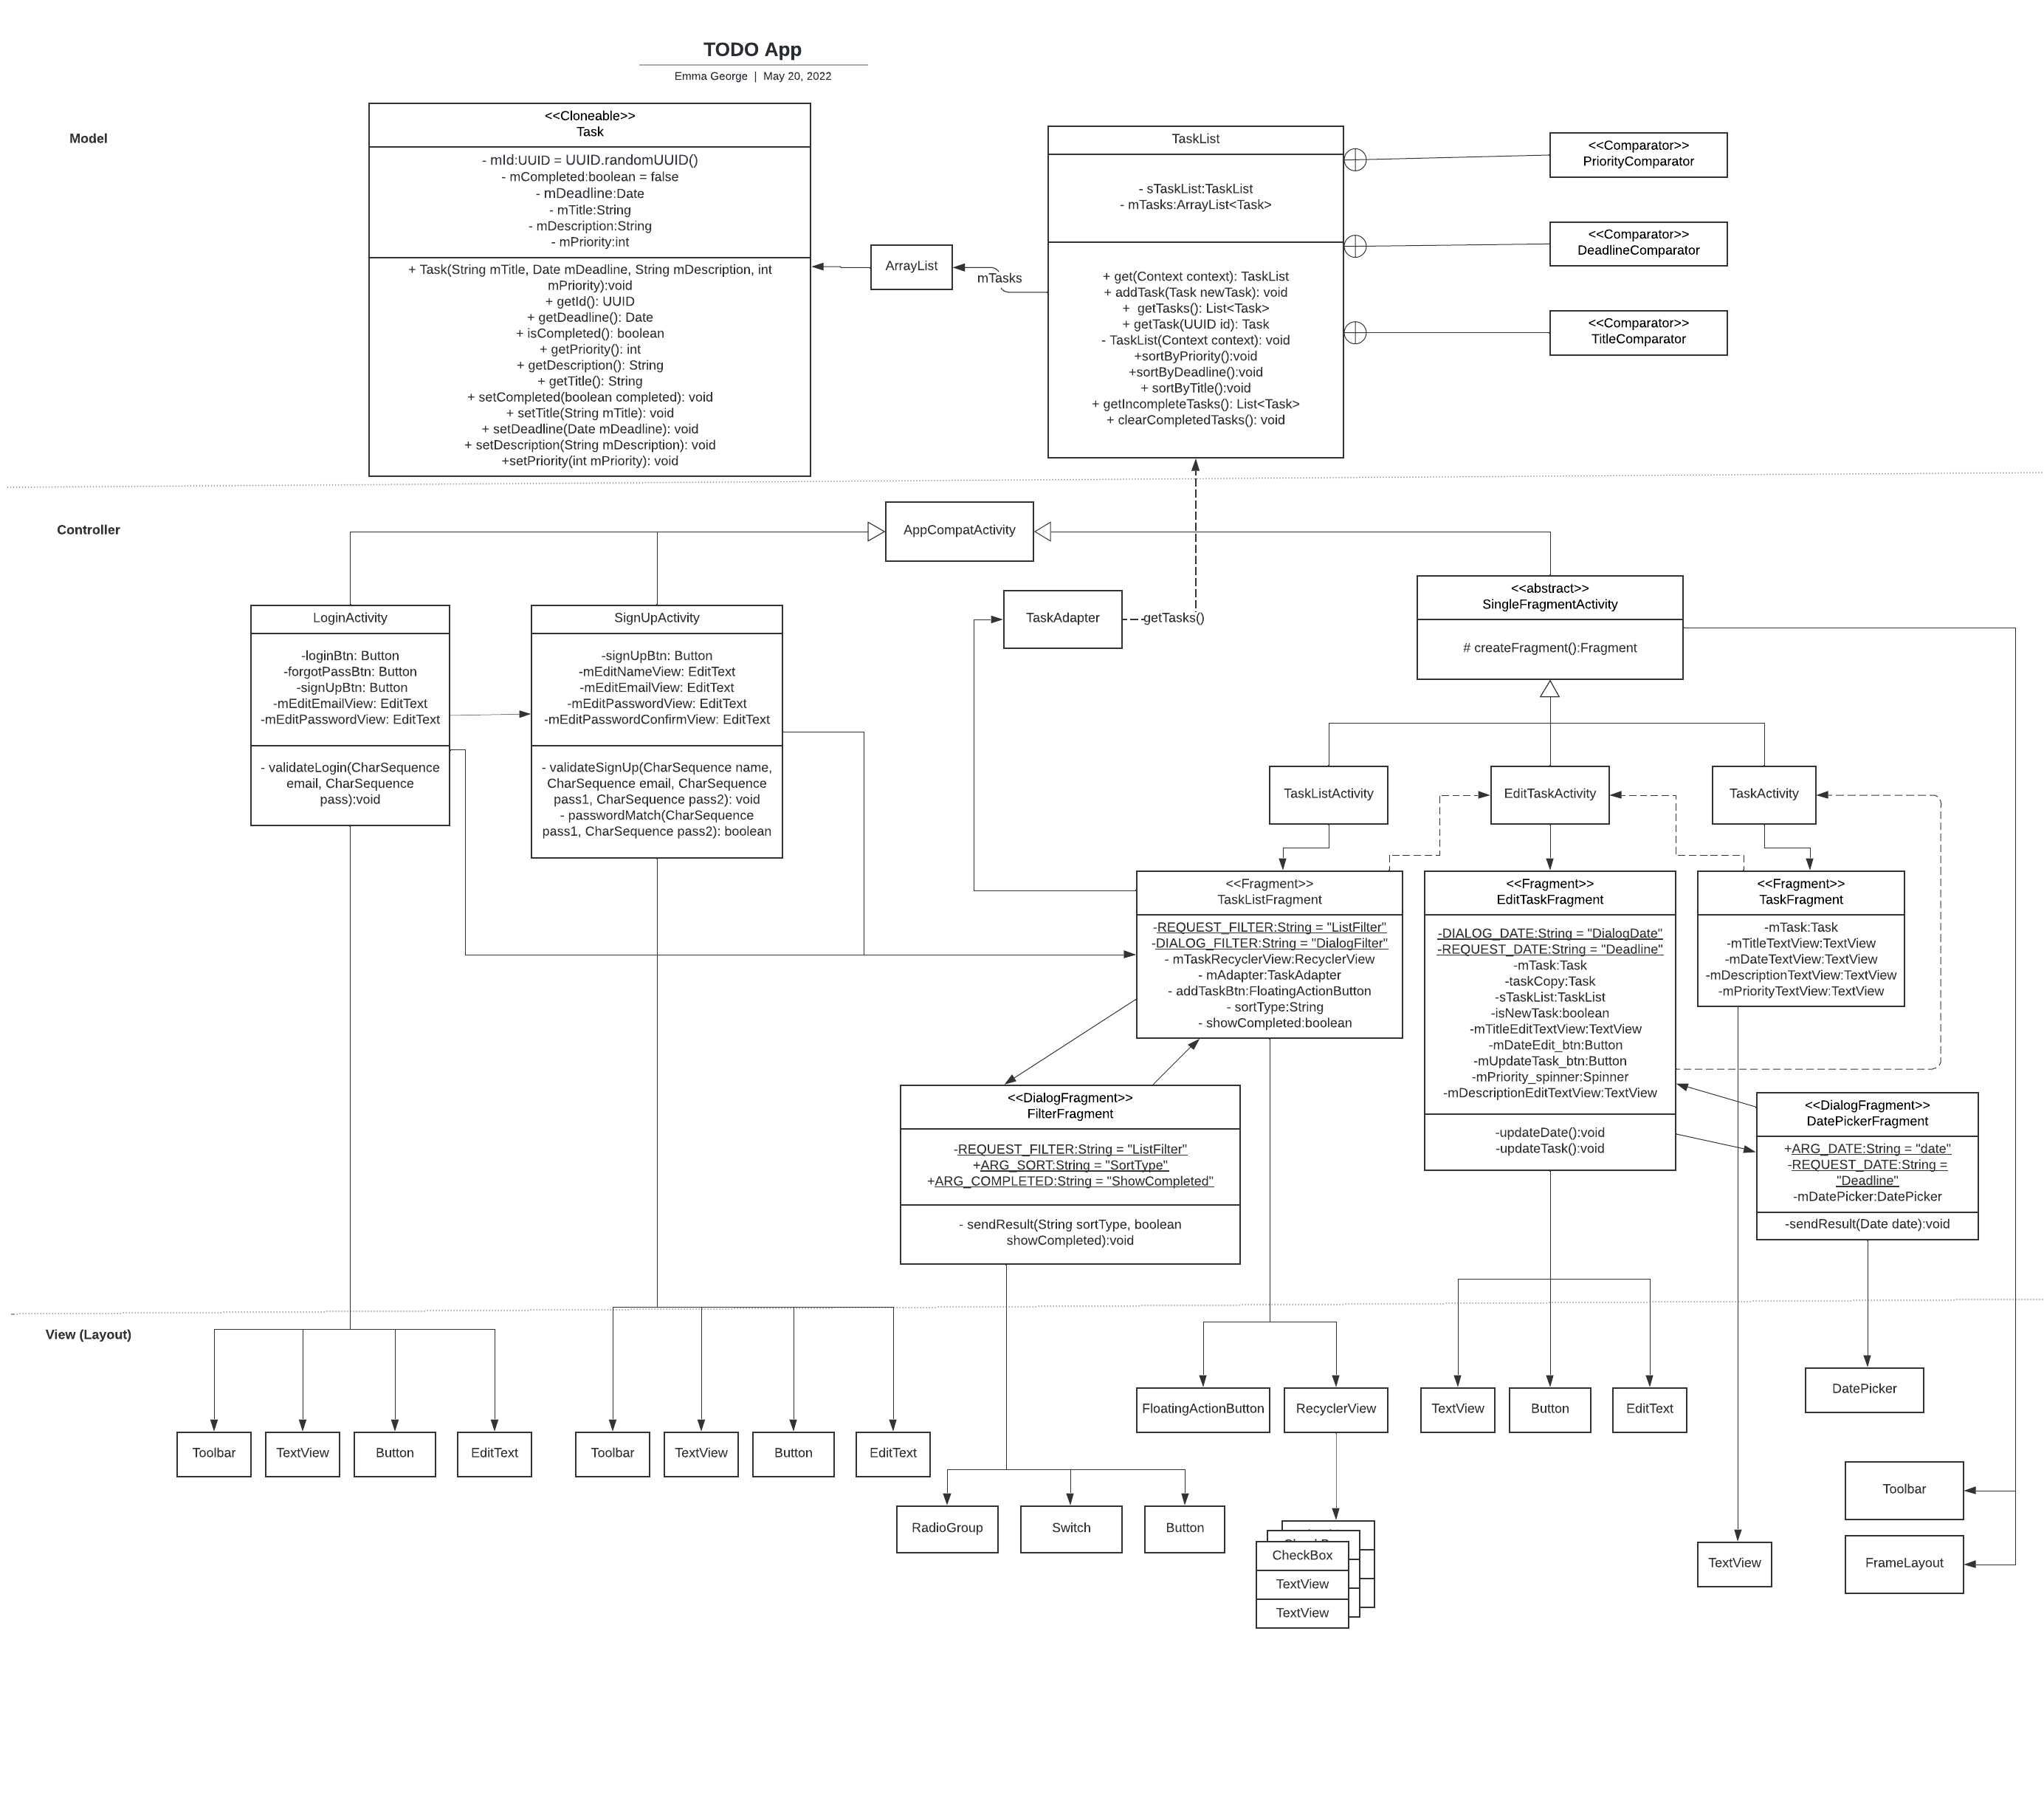 TODO App
Emma George | May 20, 2022
Model
<<Cloneable>>
Task
- mId:UUID = UUID.randomUUID()
- mCompleted:boolean = false
- mDeadline:Date
- mTitle:String
- mDescription:String
- mPriority:int
+ Task(String mTitle, Date mDeadline, String mDescription, int
mPriority):void
+ getId(): UUID
+ getDeadline(): Date
+ isCompleted(): boolean
+ getPriority(): int
+ getDescription(): String
+ getTitle(): String
+ setCompleted(boolean completed): void
+ setTitle(String mTitle): void
+ setDeadline(Date mDeadline): void
+ setDescription(String mDescription): void
+setPriority(int mPriority): void
ArrayList
mTasks
TaskList
- sTaskList:TaskList
- mTasks:ArrayList<Task>
+ get(Context context): TaskList
+ addTask(Task newTask): void
+  getTasks(): List<Task>
+ getTask(UUID id): Task
- TaskList(Context context): void
+sortByPriority():void
+sortByDeadline():void
+ sortByTitle():void
+ getIncompleteTasks(): List<Task>
+ clearCompletedTasks(): void
<<Comparator>>
PriorityComparator
<<Comparator>>
DeadlineComparator
<<Comparator>>
TitleComparator
Controller
AppCompatActivity
LoginActivity
-loginBtn: Button
-forgotPassBtn: Button
-signUpBtn: Button
-mEditEmailView: EditText
-mEditPasswordView: EditText
- validateLogin(CharSequence
email, CharSequence
pass):void
SignUpActivity
-signUpBtn: Button
-mEditNameView: EditText
-mEditEmailView: EditText
-mEditPasswordView: EditText
-mEditPasswordConfirmView: EditText
- validateSignUp(CharSequence name,
CharSequence email, CharSequence
pass1, CharSequence pass2): void
- passwordMatch(CharSequence
pass1, CharSequence pass2): boolean
TaskAdapter
getTasks()
<<abstract>>
SingleFragmentActivity
# createFragment():Fragment
TaskListActivity
EditTaskActivity
TaskActivity
<<Fragment>>
TaskListFragment
-REQUEST_FILTER:String = "ListFilter"
-DIALOG_FILTER:String = "DialogFilter"
- mTaskRecyclerView:RecyclerView
- mAdapter:TaskAdapter
- addTaskBtn:FloatingActionButton
- sortType:String
- showCompleted:boolean
<<Fragment>>
EditTaskFragment
-DIALOG_DATE:String = "DialogDate"
-REQUEST_DATE:String = "Deadline"
-mTask:Task
-taskCopy:Task
-sTaskList:TaskList
-isNewTask:boolean
-mTitleEditTextView:TextView
-mDateEdit_btn:Button
-mUpdateTask_btn:Button
-mPriority_spinner:Spinner
-mDescriptionEditTextView:TextView
-updateDate():void
-updateTask():void
<<Fragment>>
TaskFragment
-mTask:Task
-mTitleTextView:TextView
-mDateTextView:TextView
-mDescriptionTextView:TextView
-mPriorityTextView:TextView
<<DialogFragment>>
FilterFragment
-REQUEST_FILTER:String = "ListFilter"
+ARG_SORT:String = "SortType"
+ARG_COMPLETED:String = "ShowCompleted"
- sendResult(String sortType, boolean
showCompleted):void
<<DialogFragment>>
DatePickerFragment
+ARG_DATE:String = "date"
-REQUEST_DATE:String =
"Deadline"
-mDatePicker:DatePicker
-sendResult(Date date):void
View (Layout)
Toolbar
TextView
Button
EditText
Toolbar
TextView
Button
EditText
RadioGroup
Switch
Button
FloatingActionButton
RecyclerView
CheckBox
TextView
TextView
TextView
Button
EditText
TextView
DatePicker
Toolbar
FrameLayout